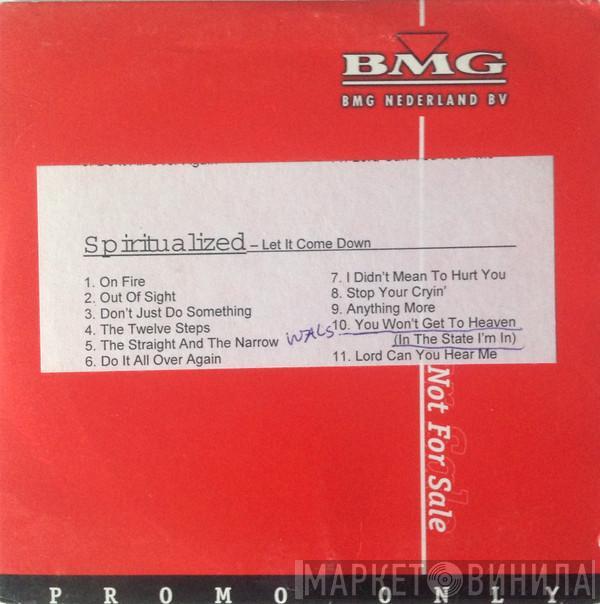 BMG
BMG NEDERLAND BV
Spiritualized – Let It Come Down
1. On Fire
2. Out Of Sight
3. Don't Just Do Something
4. The Twelve Steps
5. The Straight And The Narrow
6. Do It All Over Again
7. I Didn't Mean To Hurt You
8. Stop Your Cryin'
9. Anything More
WALS 10. You Won't Get To Heaven
(In The State I'm In)
11. Lord Can You Hear Me
Not For Sale
PROMO ONLY
МАРКЕТ ВИНИЛА